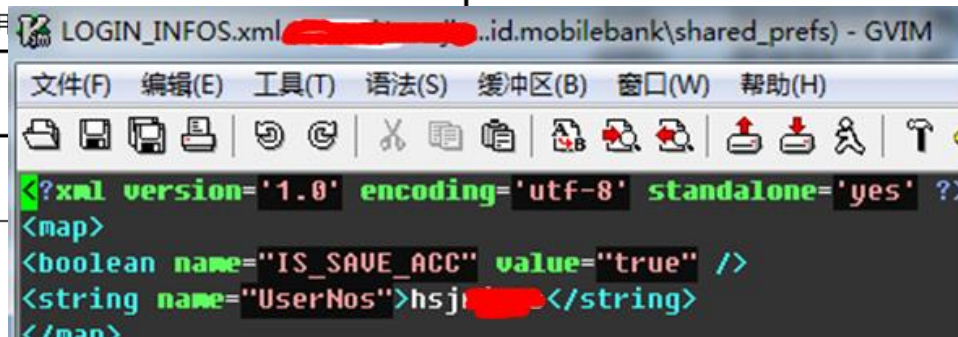 LOGIN_INFOS.xml ..id.mobilebank\shared_prefs) - GVIM
文件(F) 编辑(E) 工具(T) 语法(S) 缓冲区(B) 窗口(W) 帮助(H)
<?xml version='1.0' encoding='utf-8' standalone='yes' ?>
<map>
<boolean name="IS_SAVE_ACC" value="true" />
<string name="UserNos">hsj</string>
</map>